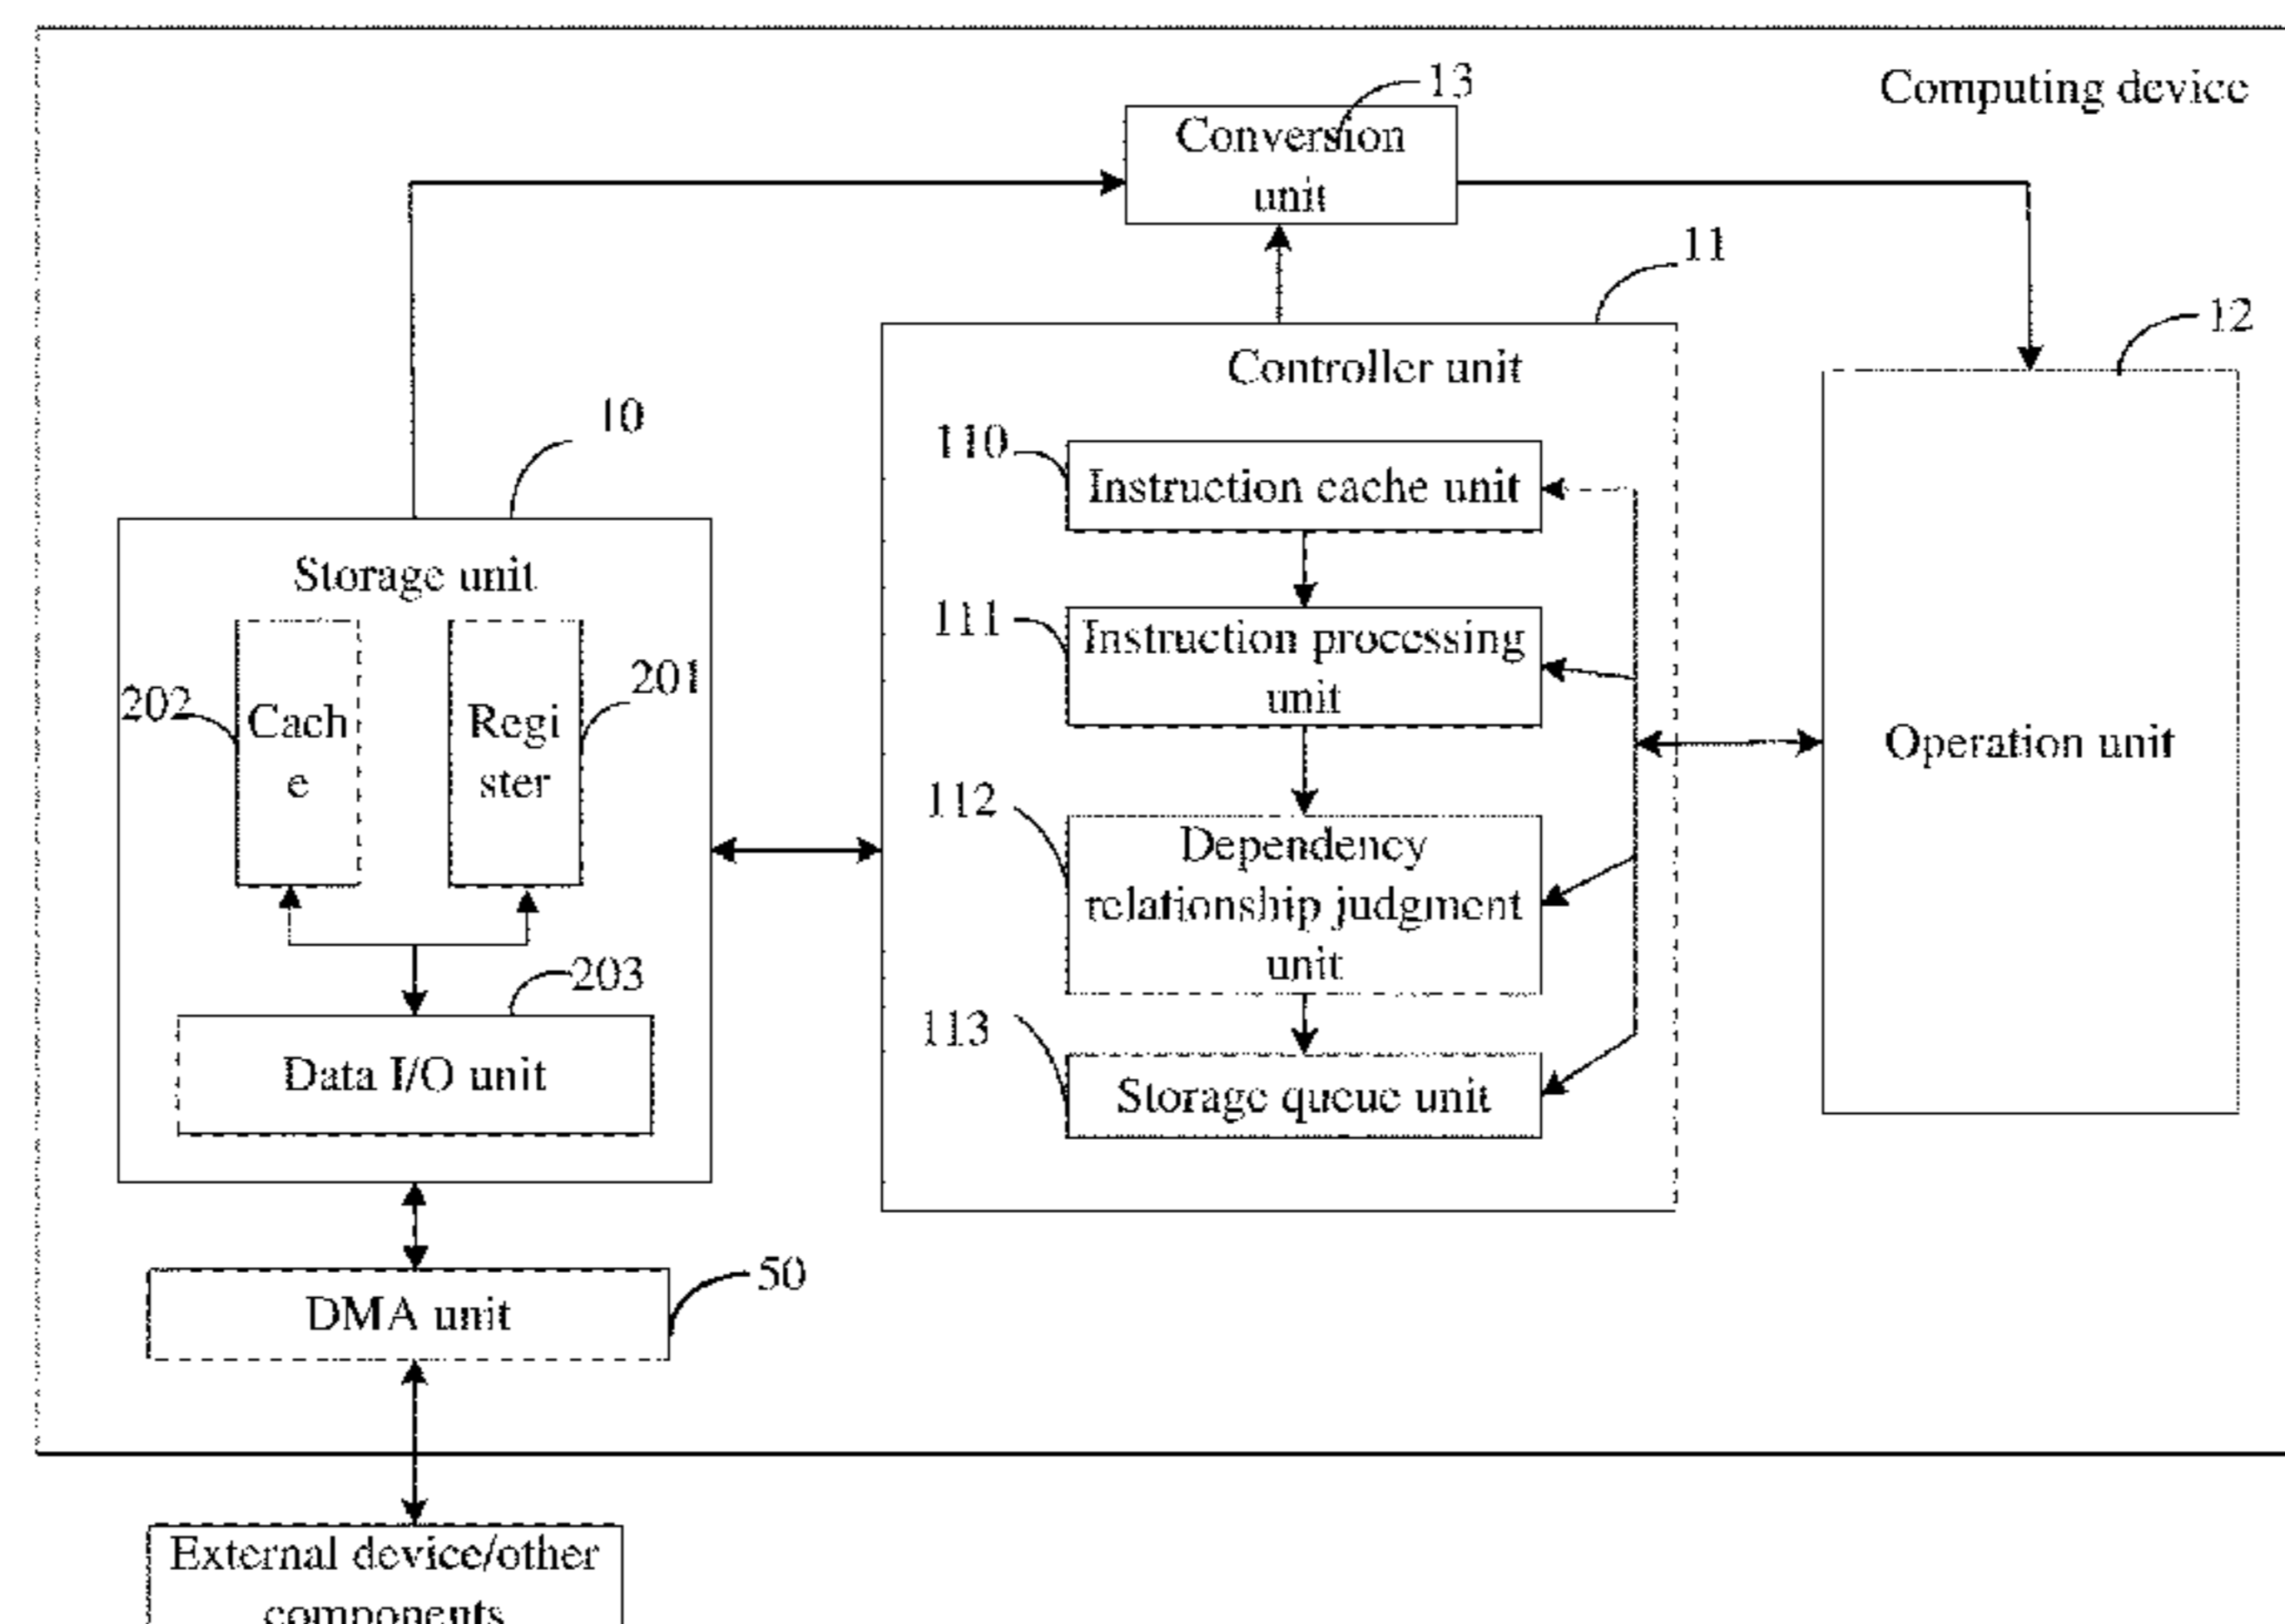 Computing device
13
Conversion
unit
11
12
Controller unit
10
110
Instruction cache unit
Storage unit
111
Instruction processing
unit
202
201
Cach
e
Regi
ster
Operation unit
112
Dependency
relationship judgment
unit
203
113
Data I/O unit
Storage queue unit
50
DMA unit
External device/other
components